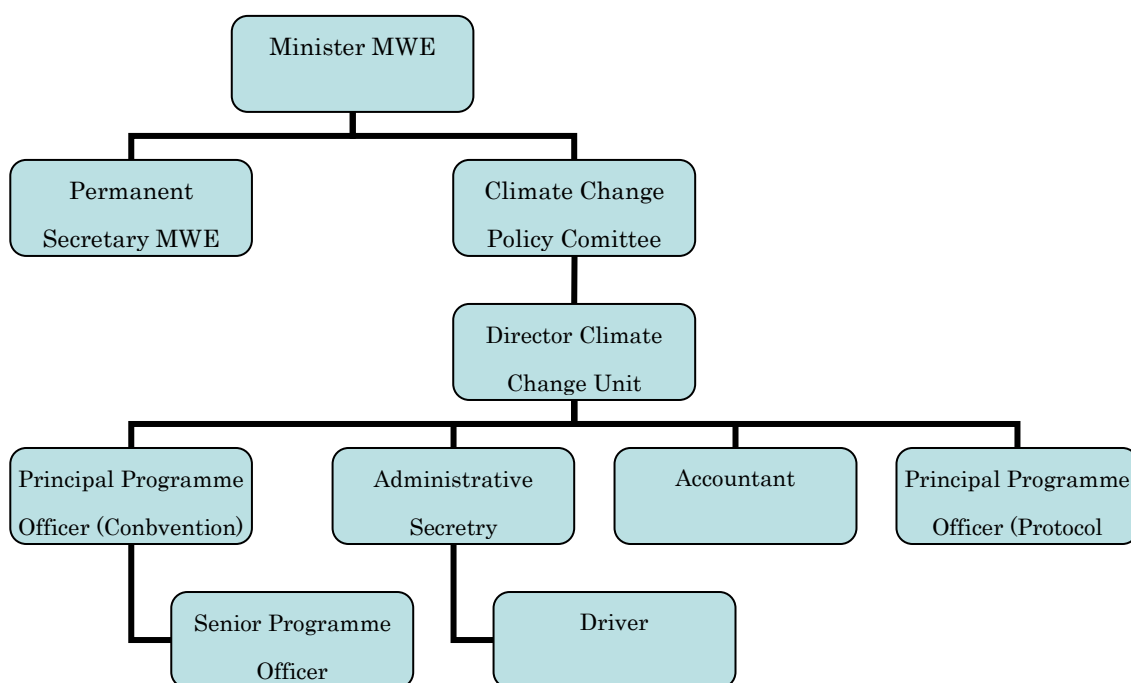 Minister MWE
Permanent
Secretary MWE
Climate Change
Policy Comittee
Director Climate
Change Unit
Principal Programme
Officer (Conbvention)
Administrative
Secretry
Accountant
Principal Programme
Officer (Protocol
Senior Programme
Officer
Driver